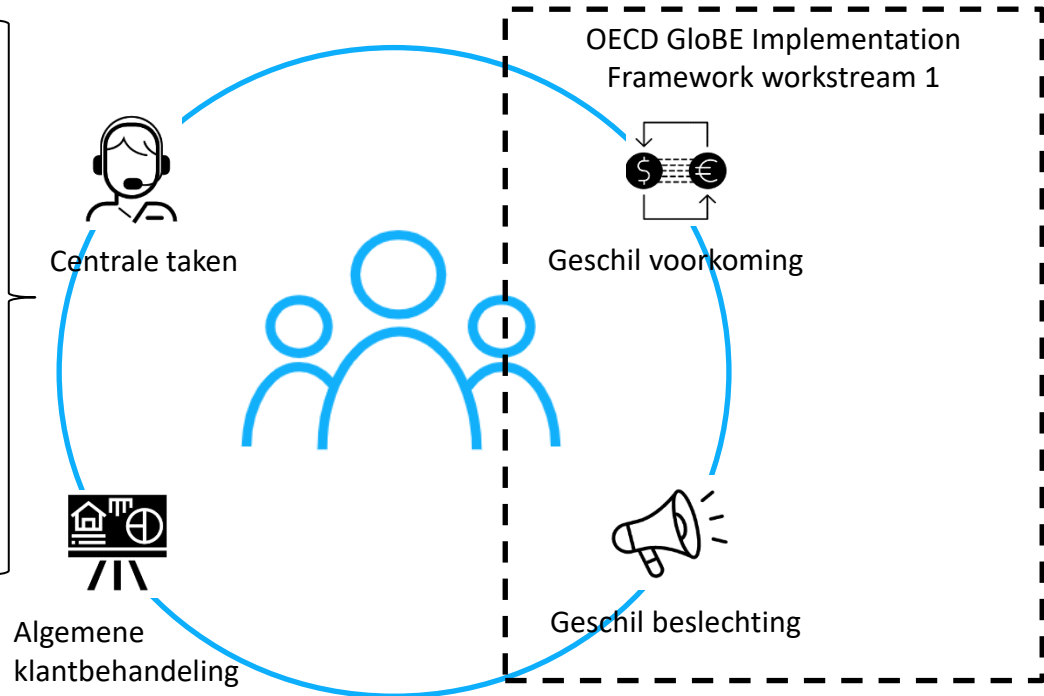 OECD GloBE Implementation
Framework workstream 1
$ €
Centrale taken
Geschil voorkoming
Algemene
klantbehandeling
Geschil beslechting